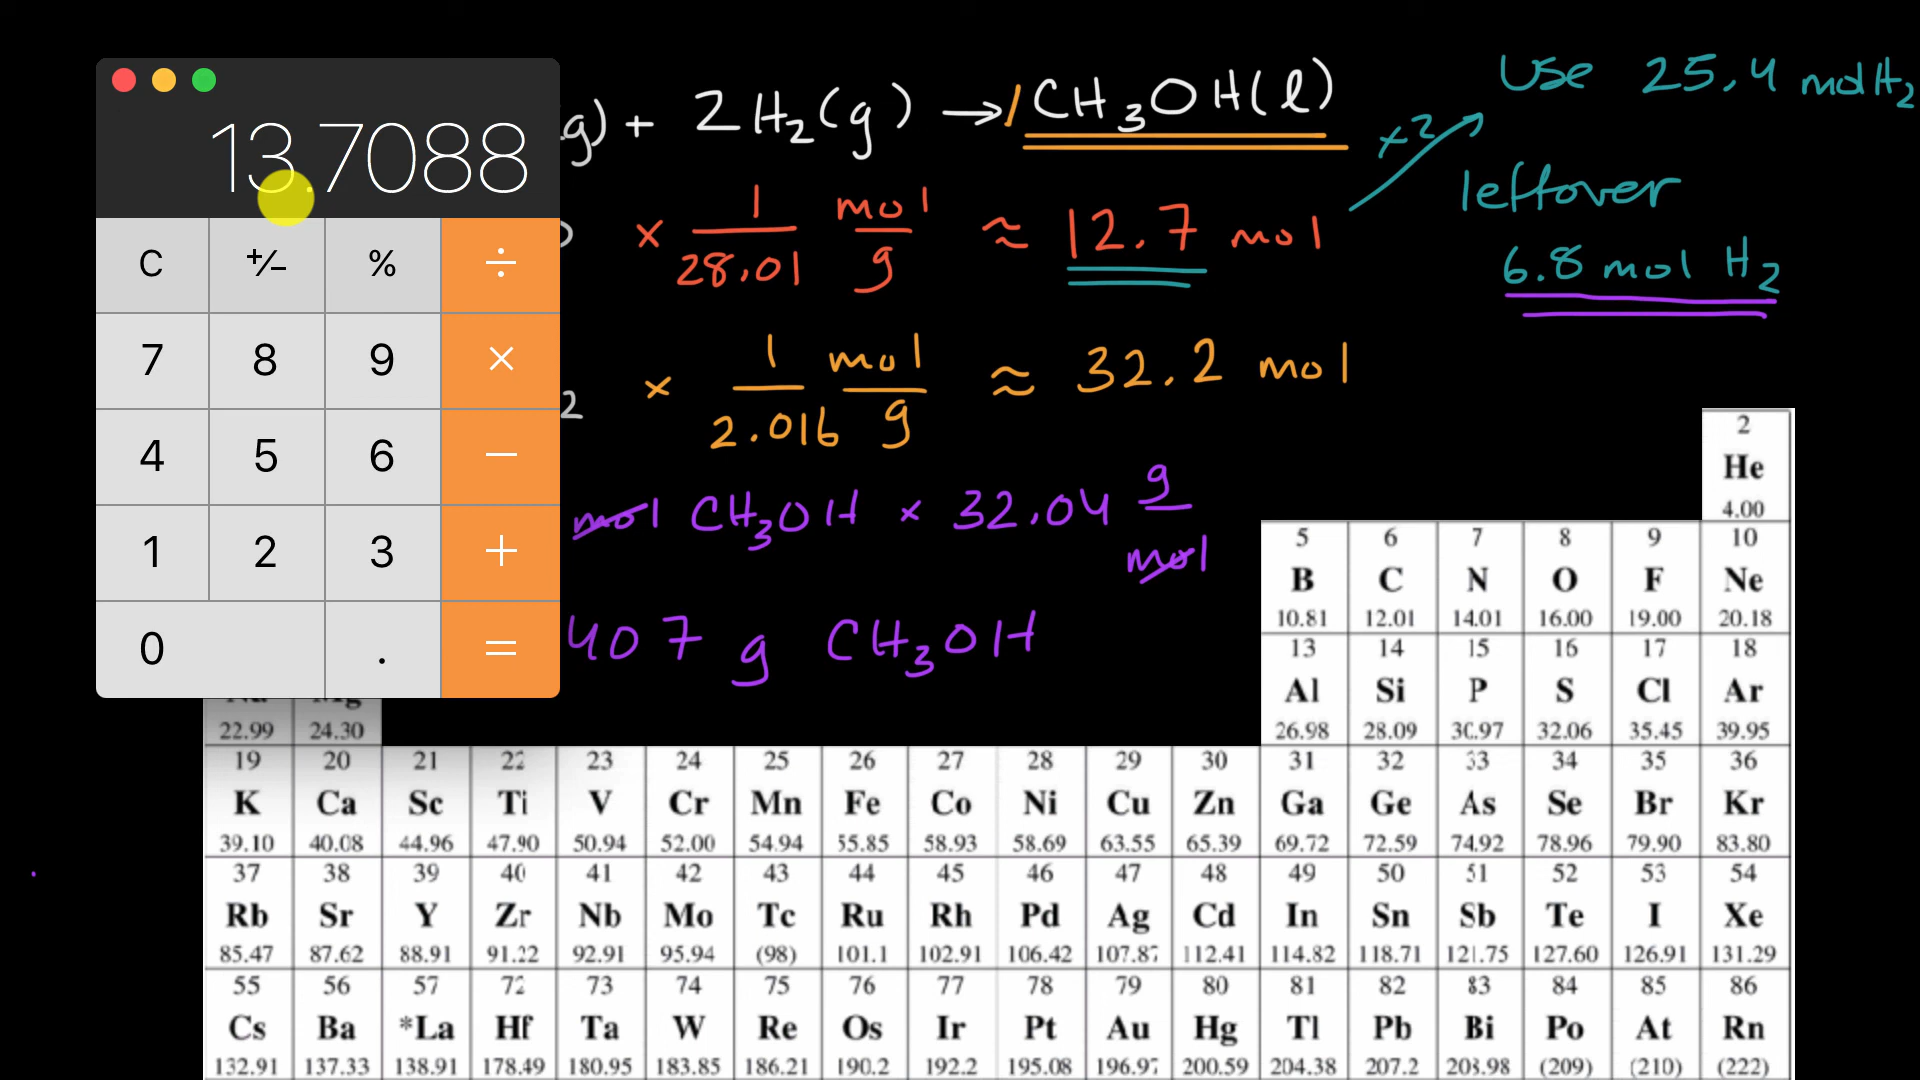 13.7088
C +/− % ÷
7 8 9 ×
4 5 6 −
1 2 3 +
0 . =
g) + 2H₂(g) → 1CH₃OH(l)
× 1/28.01 mol/g ≈ 12.7 mol
2 × 1/2.016 mol/g ≈ 32.2 mol
mol CH₃OH × 32.04 g/mol
407 g CH₃OH
×2
Use 25.4 mol H₂
leftover
6.8 mol H₂
2
He
4.00
5 6 7 8 9 10
B C N O F Ne
10.81 12.01 14.01 16.00 19.00 20.18
13 14 15 16 17 18
Al Si P S Cl Ar
22.99 24.30 26.98 28.09 30.97 32.06 35.45 39.95
19 20 21 22 23 24 25 26 27 28 29 30 31 32 33 34 35 36
K Ca Sc Ti V Cr Mn Fe Co Ni Cu Zn Ga Ge As Se Br Kr
39.10 40.08 44.96 47.90 50.94 52.00 54.94 55.85 58.93 58.69 63.55 65.39 69.72 72.59 74.92 78.96 79.90 83.80
37 38 39 40 41 42 43 44 45 46 47 48 49 50 51 52 53 54
Rb Sr Y Zr Nb Mo Tc Ru Rh Pd Ag Cd In Sn Sb Te I Xe
85.47 87.62 88.91 91.22 92.91 95.94 (98) 101.1 102.91 106.42 107.87 112.41 114.82 118.71 121.75 127.60 126.91 131.29
55 56 57 72 73 74 75 76 77 78 79 80 81 82 83 84 85 86
Cs Ba *La Hf Ta W Re Os Ir Pt Au Hg Tl Pb Bi Po At Rn
132.91 137.33 138.91 178.49 180.95 183.85 186.21 190.2 192.2 195.08 196.97 200.59 204.38 207.2 208.98 (209) (210) (222)